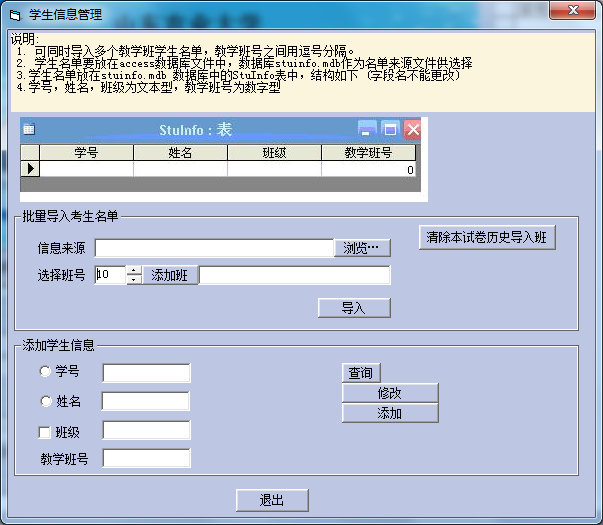 学生信息管理
说明:
1. 可同时导入多个教学班学生名单，教学班号之间用逗号分隔。
2. 学生名单要放在access数据库文件中，数据库stuinfo.mdb作为名单来源文件供选择
3.学生名单放在stuinfo.mdb 数据库中的StuInfo表中，结构如下（字段名不能更改）
4.学号，姓名，班级为文本型，教学班号为数字型
StuInfo : 表
学号 姓名 班级 教学班号
0
批量导入考生名单
信息来源 浏览… 清除本试卷历史导入班
选择班号 10 添加班
导入
添加学生信息
学号 查询
姓名 修改
添加
班级
教学班号
退出